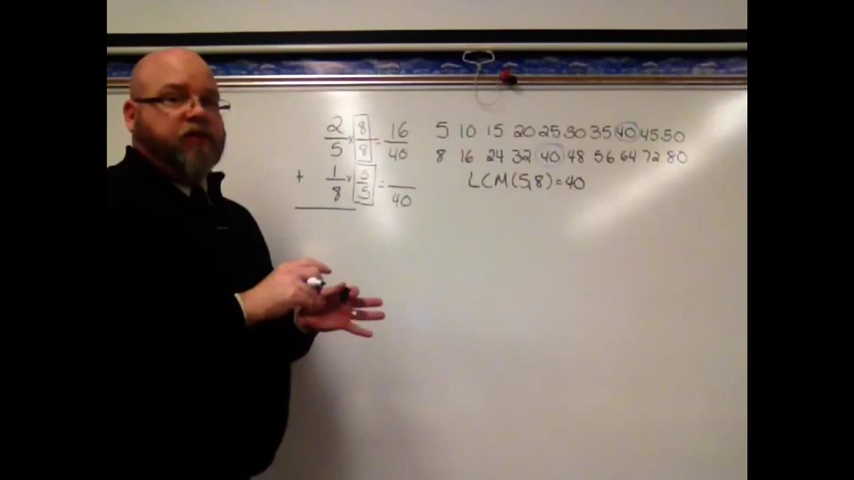 2/5 × 8/8 = 16/40
+ 1/8 × 5/5 = /40
5 10 15 20 25 30 35 40 45 50
8 16 24 32 40 48 56 64 72 80
LCM(5,8)=40